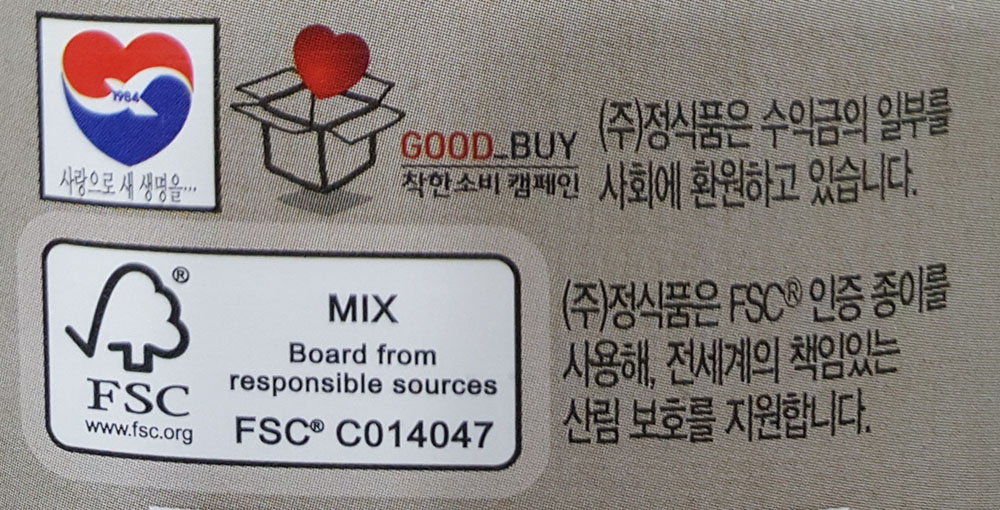 1984
사랑으로 새 생명을...
GOOD_BUY
착한소비 캠페인
(주)정식품은 수익금의 일부를
사회에 환원하고 있습니다.
®
FSC
www.fsc.org
MIX
Board from
responsible sources
FSC® C014047
(주)정식품은 FSC® 인증 종이를
사용해, 전세계의 책임있는
산림 보호를 지원합니다.